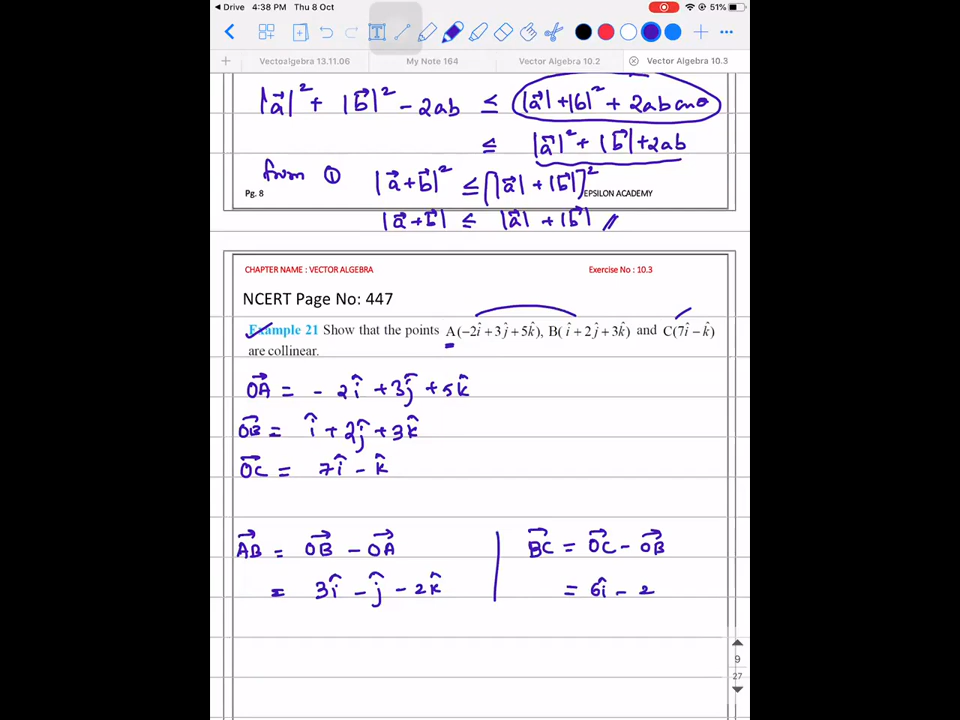 Drive 4:38 PM Thu 8 Oct 51%
Vectoalgebra 13.11.06 My Note 164 Vector Algebra 10.2 Vector Algebra 10.3
|a⃗|² + |b⃗|² - 2ab ≤ |a⃗| + |b|² + 2ab cosθ
≤ |a⃗|² + |b⃗| + 2ab
from ① |a⃗+b⃗|² ≤ [|a⃗| + |b⃗|]²
Pg. 8 EPSILON ACADEMY
|a⃗+b⃗| ≤ |a⃗| + |b⃗| //
CHAPTER NAME : VECTOR ALGEBRA Exercise No : 10.3
NCERT Page No: 447
Example 21 Show that the points A(−2î + 3ĵ + 5k̂), B( î + 2ĵ + 3k̂) and C(7î − k̂)
are collinear.
OA⃗ = - 2î + 3ĵ + 5k̂
OB⃗ = î + 2ĵ + 3k̂
OC⃗ = 7î - k̂
AB⃗ = OB⃗ - OA⃗
= 3î - ĵ - 2k̂
BC⃗ = OC⃗ - OB⃗
= 6î - 2
9
27